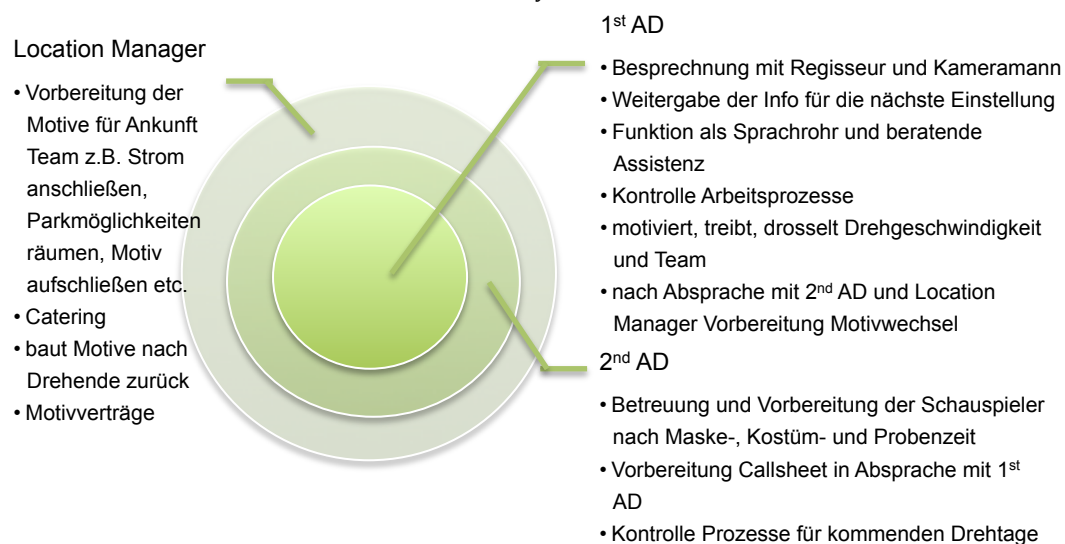 Location Manager
• Vorbereitung der
Motive für Ankunft
Team z.B. Strom
anschließen,
Parkmöglichkeiten
räumen, Motiv
aufschließen etc.
• Catering
• baut Motive nach
Drehende zurück
• Motivverträge
1st AD
• Besprechnung mit Regisseur und Kameramann
• Weitergabe der Info für die nächste Einstellung
• Funktion als Sprachrohr und beratende
Assistenz
• Kontrolle Arbeitsprozesse
• motiviert, treibt, drosselt Drehgeschwindigkeit
und Team
• nach Absprache mit 2nd AD und Location
Manager Vorbereitung Motivwechsel
2nd AD
• Betreuung und Vorbereitung der Schauspieler
nach Maske-, Kostüm- und Probenzeit
• Vorbereitung Callsheet in Absprache mit 1st
AD
• Kontrolle Prozesse für kommenden Drehtage